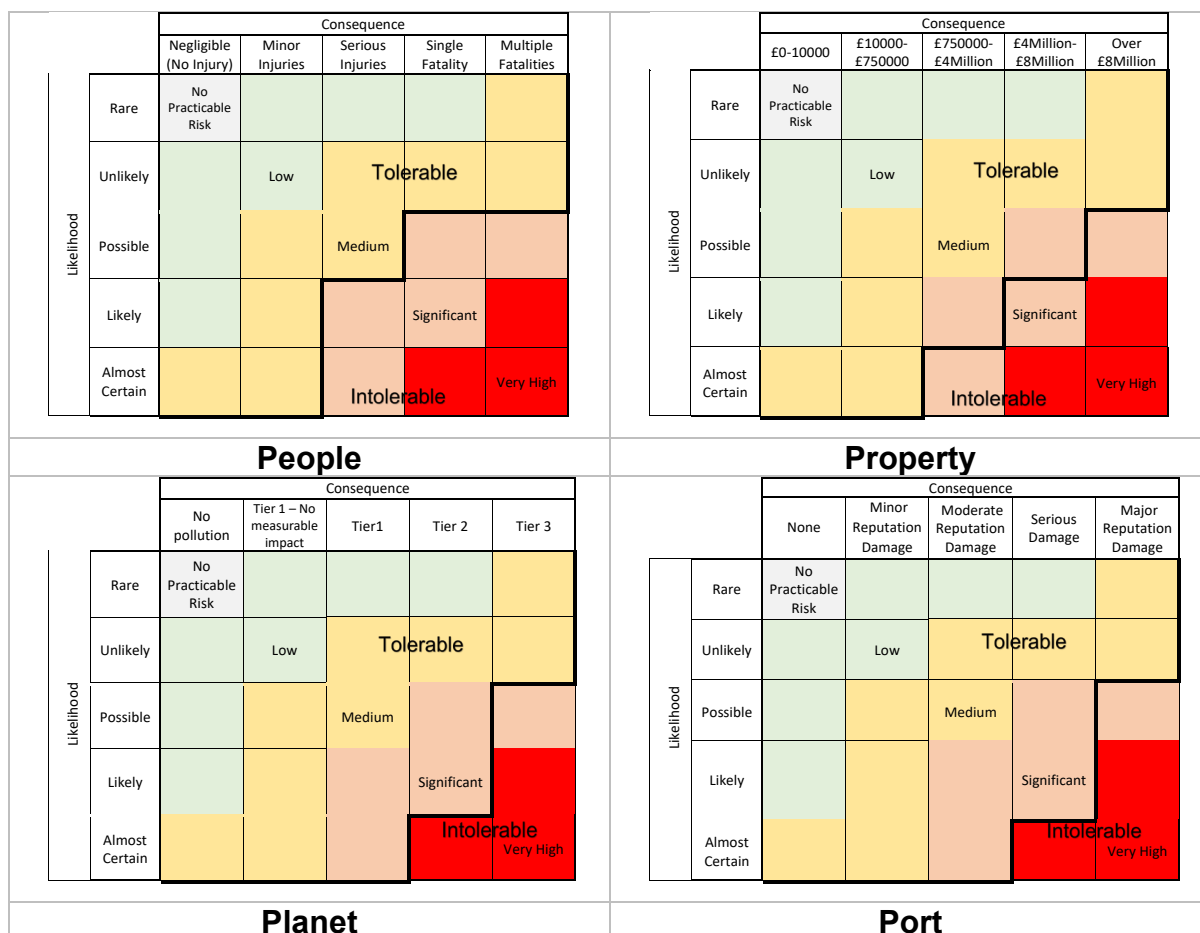 Consequence
Negligible
(No Injury)
Minor
Injuries
Serious
Injuries
Single
Fatality
Multiple
Fatalities
Likelihood
Rare
No
Practicable
Risk
Unlikely
Low
Tolerable
Possible
Medium
Likely
Significant
Almost
Certain
Intolerable
Very High
People
Consequence
£0-10000
£10000-
£750000
£750000-
£4Million
£4Million-
£8Million
Over
£8Million
Likelihood
Rare
No
Practicable
Risk
Unlikely
Low
Tolerable
Possible
Medium
Likely
Significant
Almost
Certain
Intolerable
Very High
Property
Consequence
No
pollution
Tier 1 – No
measurable
impact
Tier1
Tier 2
Tier 3
Likelihood
Rare
No
Practicable
Risk
Unlikely
Low
Tolerable
Possible
Medium
Likely
Significant
Almost
Certain
Intolerable
Very High
Planet
Consequence
None
Minor
Reputation
Damage
Moderate
Reputation
Damage
Serious
Damage
Major
Reputation
Damage
Likelihood
Rare
No
Practicable
Risk
Unlikely
Low
Tolerable
Possible
Medium
Likely
Significant
Almost
Certain
Intolerable
Very High
Port